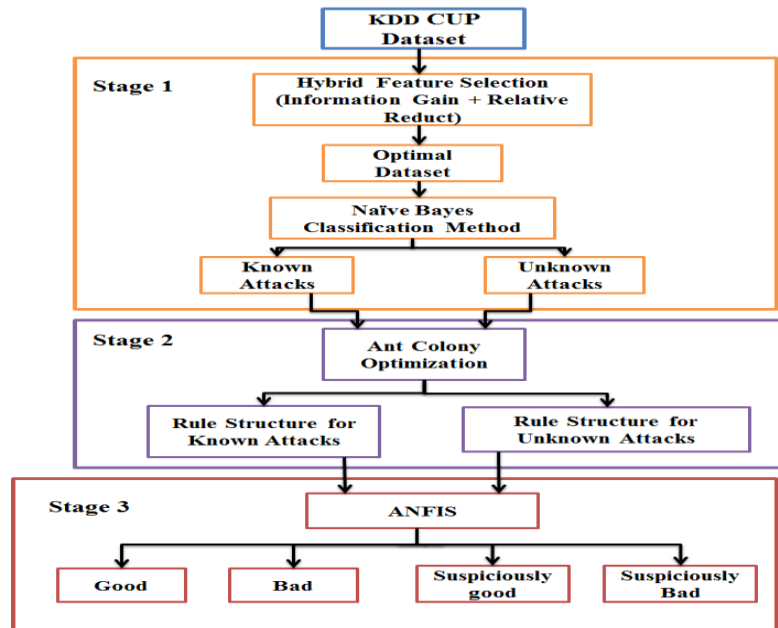 KDD CUP
Dataset
Stage 1
Hybrid Feature Selection
(Information Gain + Relative
Reduct)
Optimal
Dataset
Naïve Bayes
Classification Method
Known
Attacks
Unknown
Attacks
Stage 2
Ant Colony
Optimization
Rule Structure for
Known Attacks
Rule Structure for
Unknown Attacks
Stage 3
ANFIS
Good
Bad
Suspiciously
good
Suspiciously
Bad